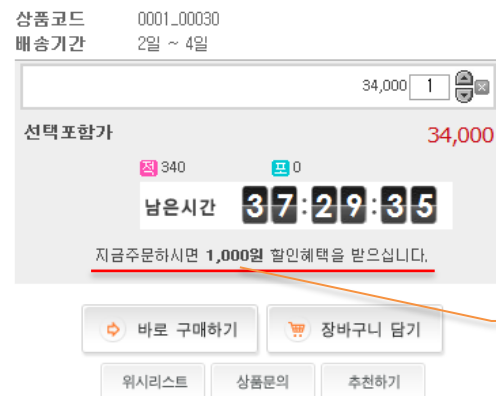 상품코드 0001_00030
배송기간 2일 ~ 4일
34,000 1
선택포함가 34,000
적 340 포 0
남은시간 37:29:35
지금주문하시면 1,000원 할인혜택을 받으십니다.
바로 구매하기 장바구니 담기
위시리스트 상품문의 추천하기